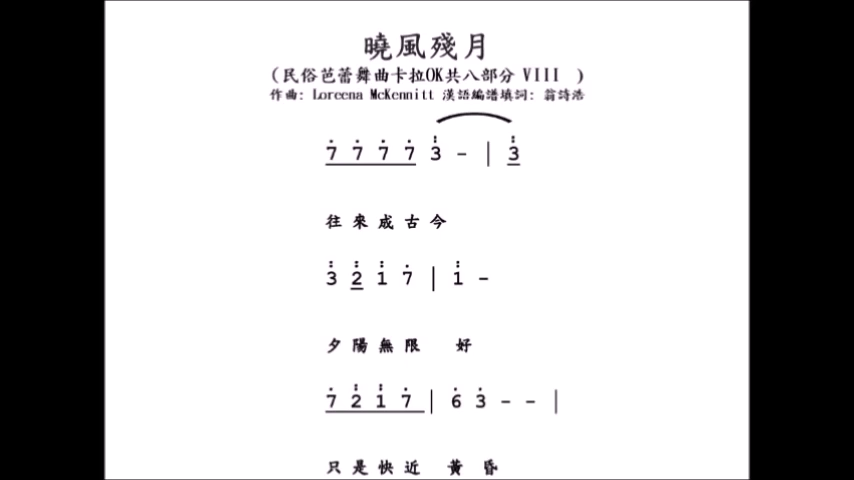 曉風殘月
(民俗芭蕾舞曲卡拉OK共八部分 VIII )
作曲: Loreena McKennitt 漢語編譜填詞: 翁詩浩
7 7 7 7 3 - | 3
往來成古今
3 2 1 7 | 1 -
夕陽無限 好
7 2 1 7 | 6 3 - - |
只是快近 黃昏